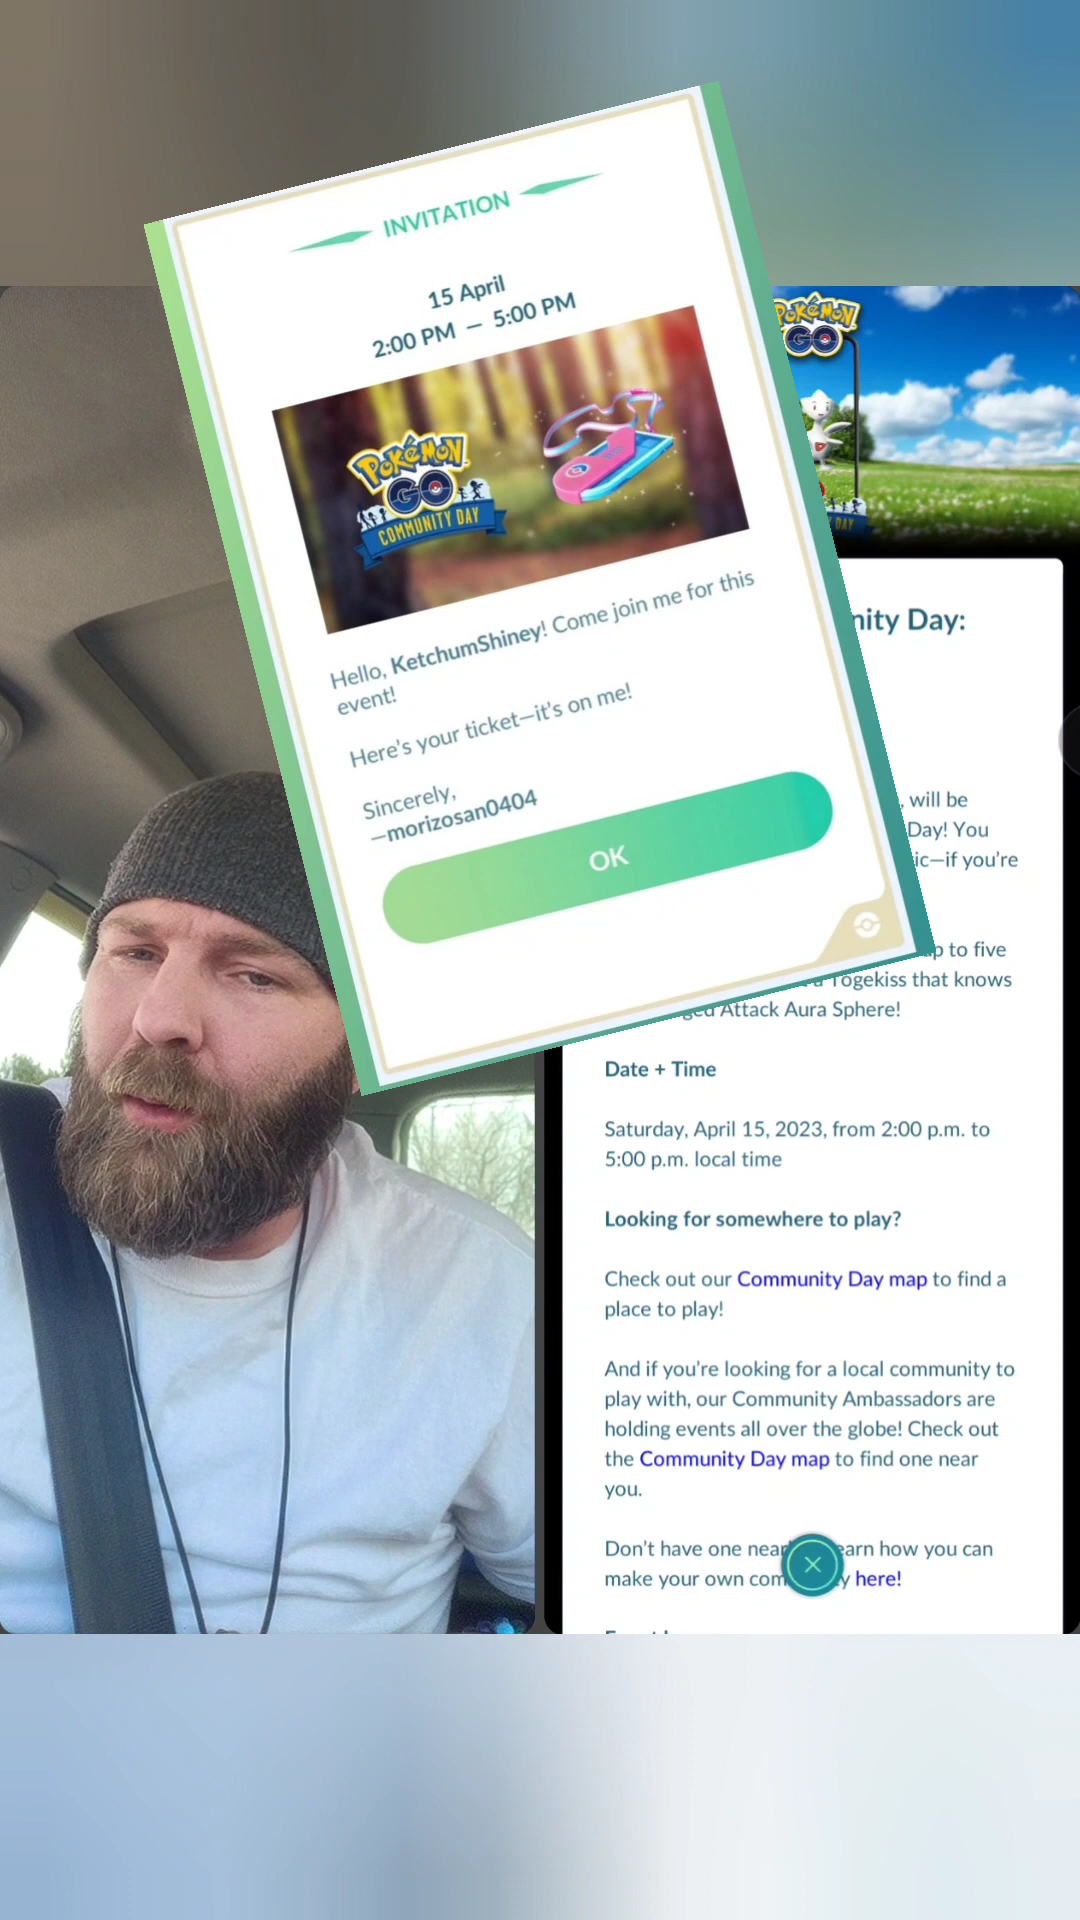 INVITATION
15 April
2:00 PM — 5:00 PM
POKÉMON
GO
COMMUNITY DAY
Hello, KetchumShiney! Come join me for this
event!
Here's your ticket—it's on me!
Sincerely,
—morizosan0404
OK
POKÉMON
GO
DAY
Day:
, will be
Day! You
if you're
to five
Togekiss that knows
Attack Aura Sphere!
Date + Time
Saturday, April 15, 2023, from 2:00 p.m. to
5:00 p.m. local time
Looking for somewhere to play?
Check out our Community Day map to find a
place to play!
And if you're looking for a local community to
play with, our Community Ambassadors are
holding events all over the globe! Check out
the Community Day map to find one near
you.
Don't have one earn how you can
make your own here!